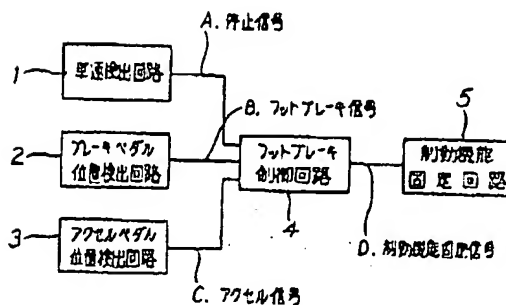 A. 停止信号
1
車速検出回路
B. フットブレーキ信号
5
2
ブレーキペダル
位置検出回路
フットブレーキ
制御回路
制動機能
固定回路
4
3
アクセルペダル
位置検出回路
D. 制動機能固定信号
C. アクセル信号